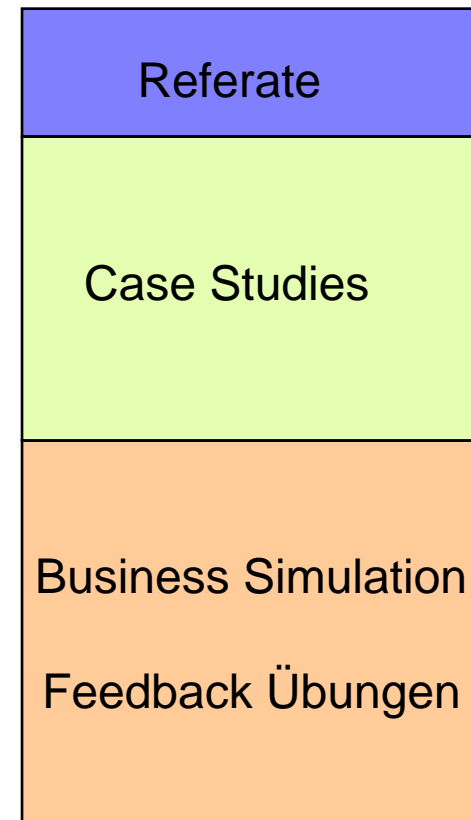 Referate
Case Studies
Business Simulation
Feedback Übungen